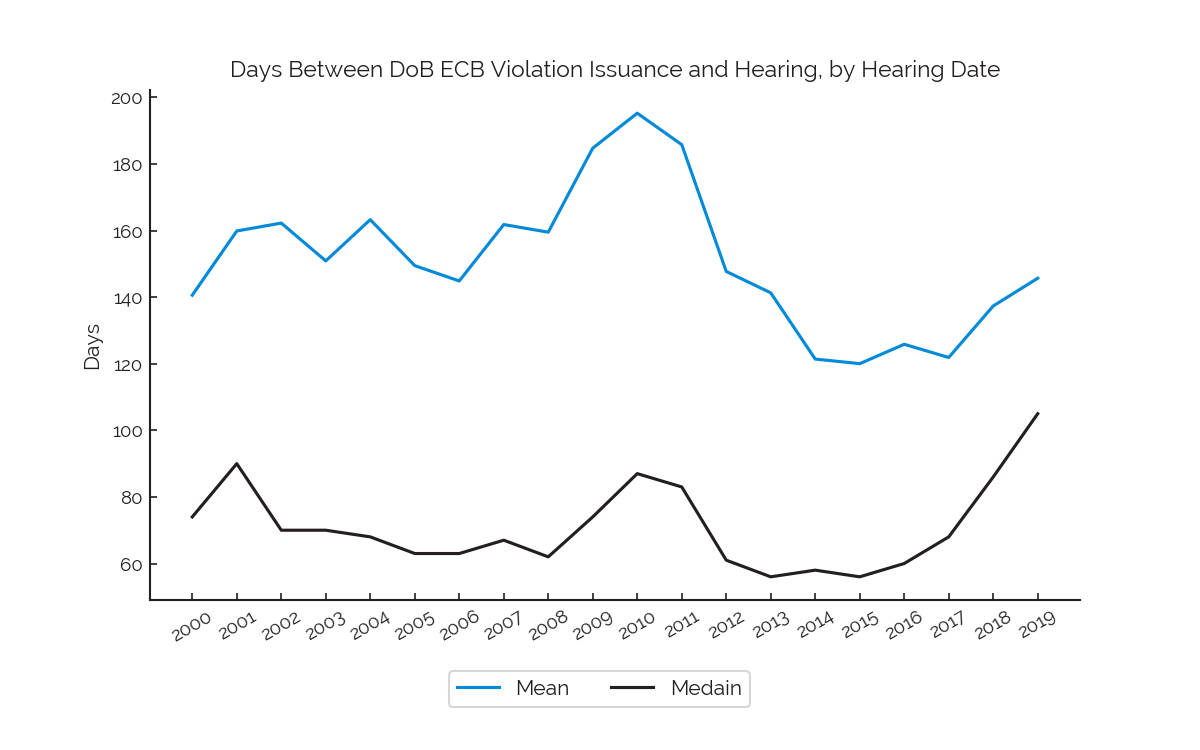 Days Between DoB ECB Violation Issuance and Hearing, by Hearing Date
200
180
160
140
120
100
80
60
Days
2000 2001 2002 2003 2004 2005 2006 2007 2008 2009 2010 2011 2012 2013 2014 2015 2016 2017 2018 2019
Mean Medain